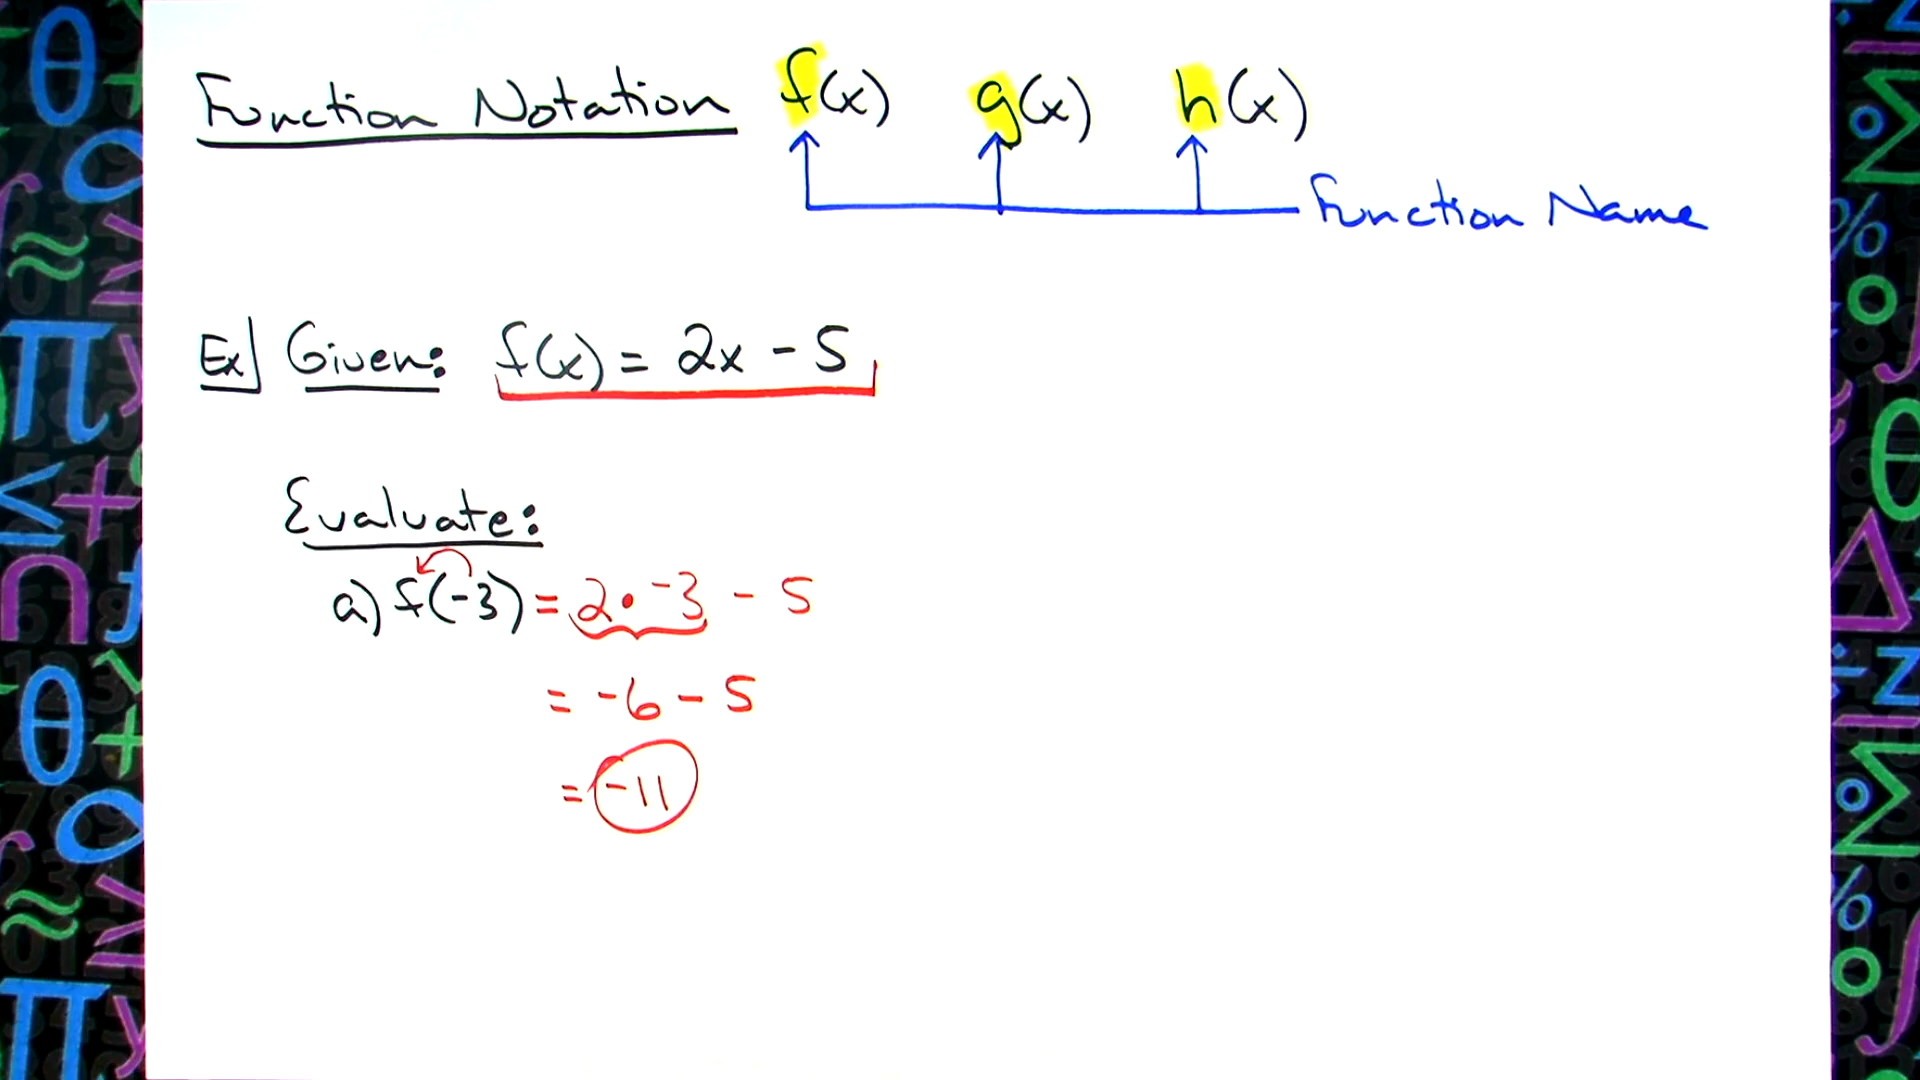 Function Notation f(x) g(x) h(x)
Function Name
Ex] Given: f(x) = 2x - 5
Evaluate:
a) f(-3) = 2 • -3 - 5
= -6 - 5
= -11